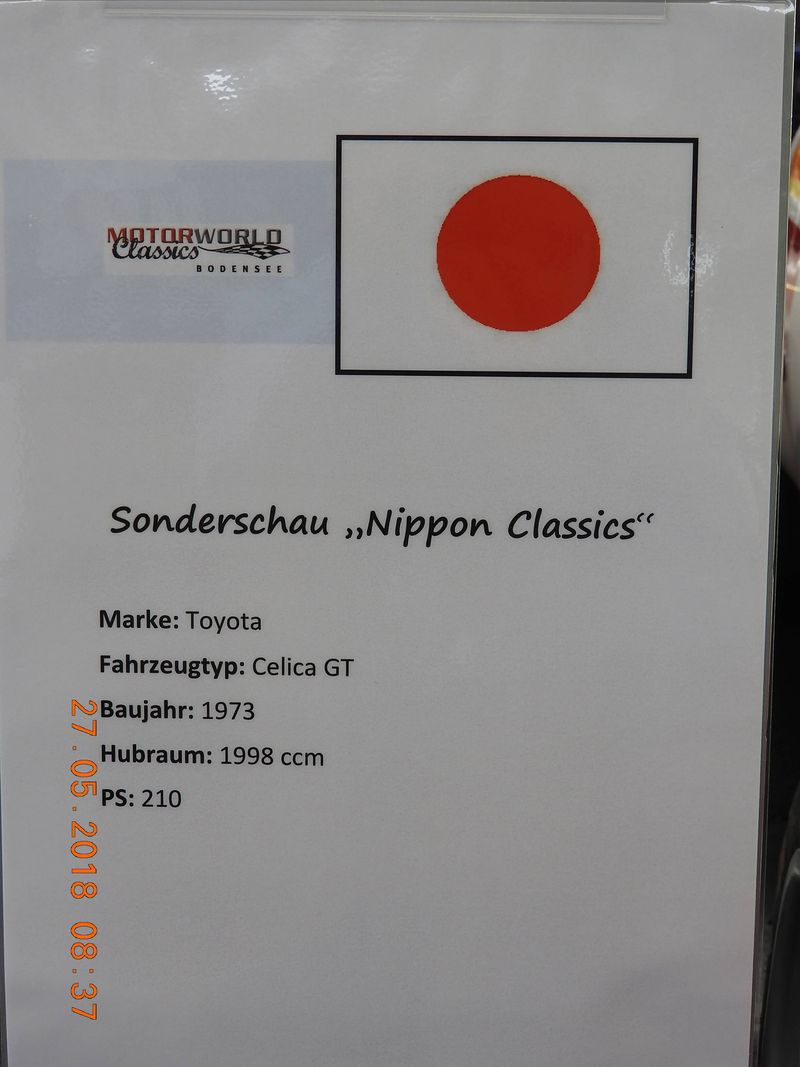 MOTORWORLD
Classics
BODENSEE
Sonderschau „Nippon Classics“
Marke: Toyota
Fahrzeugtyp: Celica GT
Baujahr: 1973
Hubraum: 1998 ccm
PS: 210
27.05.2018 08:37